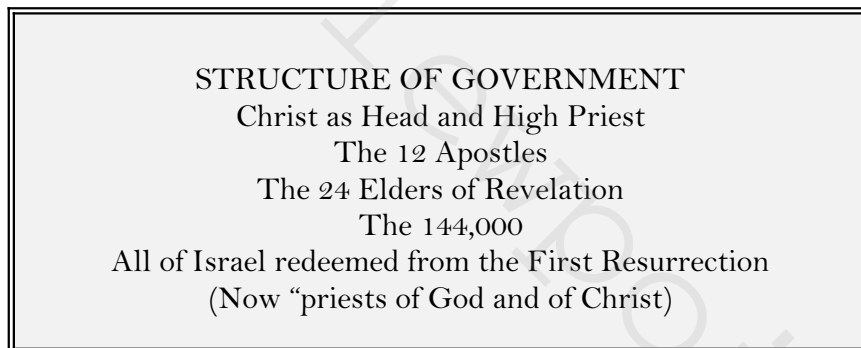 STRUCTURE OF GOVERNMENT
Christ as Head and High Priest
The 12 Apostles
The 24 Elders of Revelation
The 144,000
All of Israel redeemed from the First Resurrection
(Now “priests of God and of Christ)